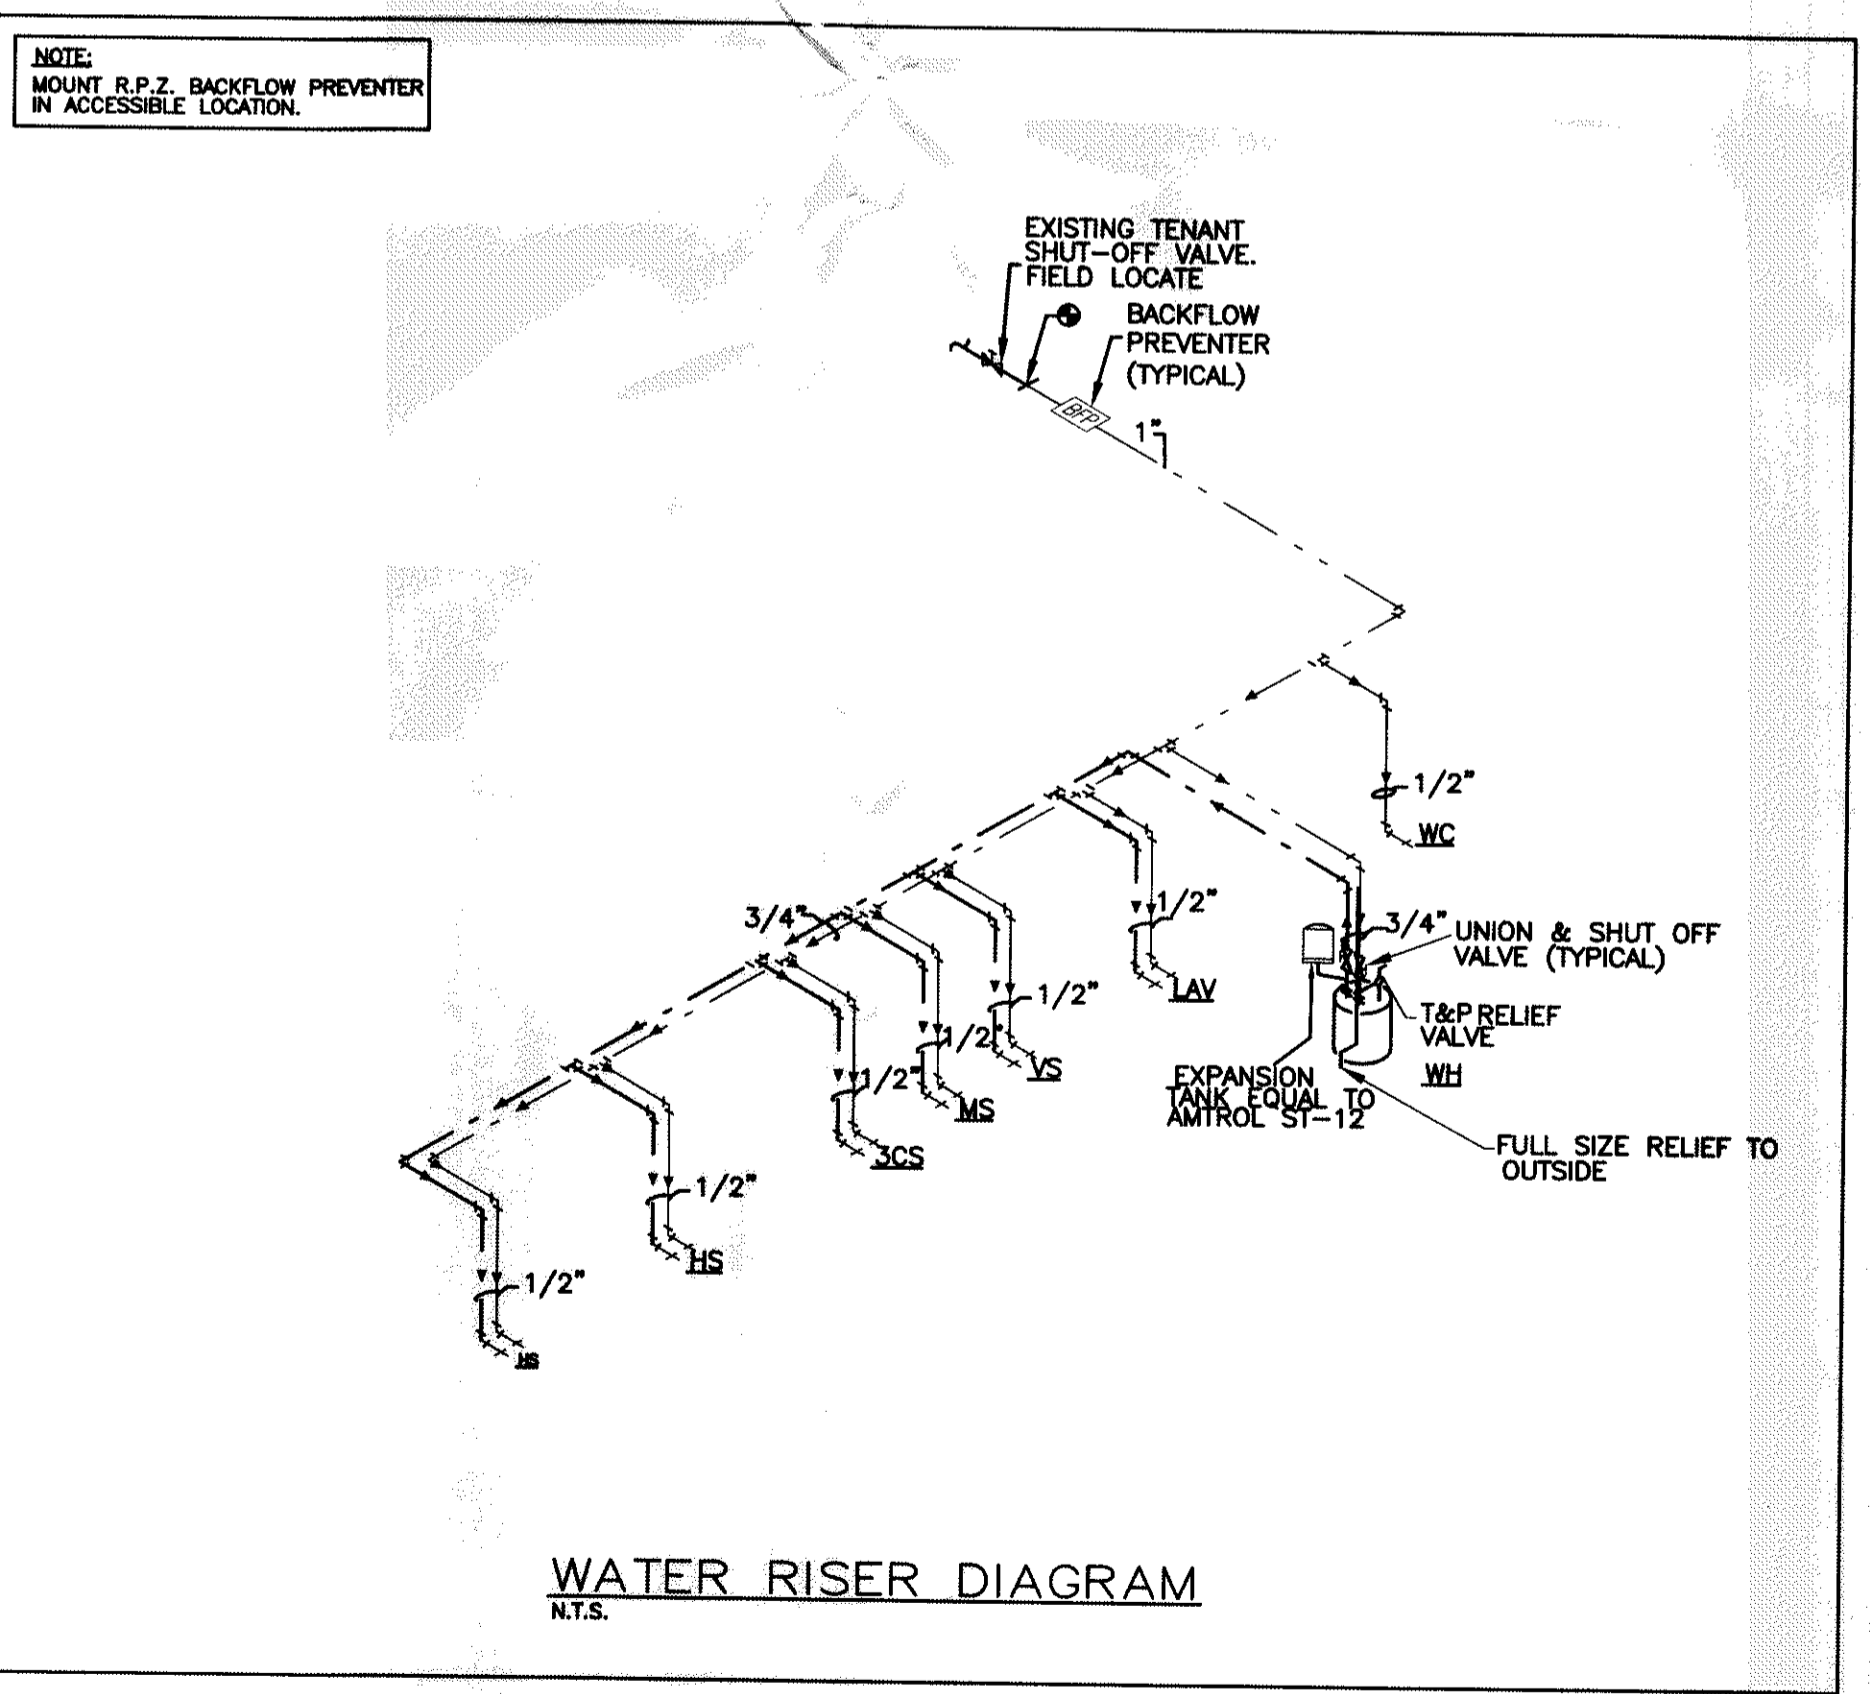 NOTE:
MOUNT R.P.Z. BACKFLOW PREVENTER
IN ACCESSIBLE LOCATION.
EXISTING TENANT
SHUT-OFF VALVE.
FIELD LOCATE
BACKFLOW
PREVENTER
(TYPICAL)
BFP
1"
1/2"
WC
3/4"
1/2"
LAV
3/4"
UNION & SHUT OFF
VALVE (TYPICAL)
1/2"
VS
T&P RELIEF
VALVE
WH
1/2"
MS
EXPANSION
TANK EQUAL TO
AMTROL ST-12
1/2"
3CS
FULL SIZE RELIEF TO
OUTSIDE
1/2"
HS
1/2"
HS
WATER RISER DIAGRAM
N.T.S.